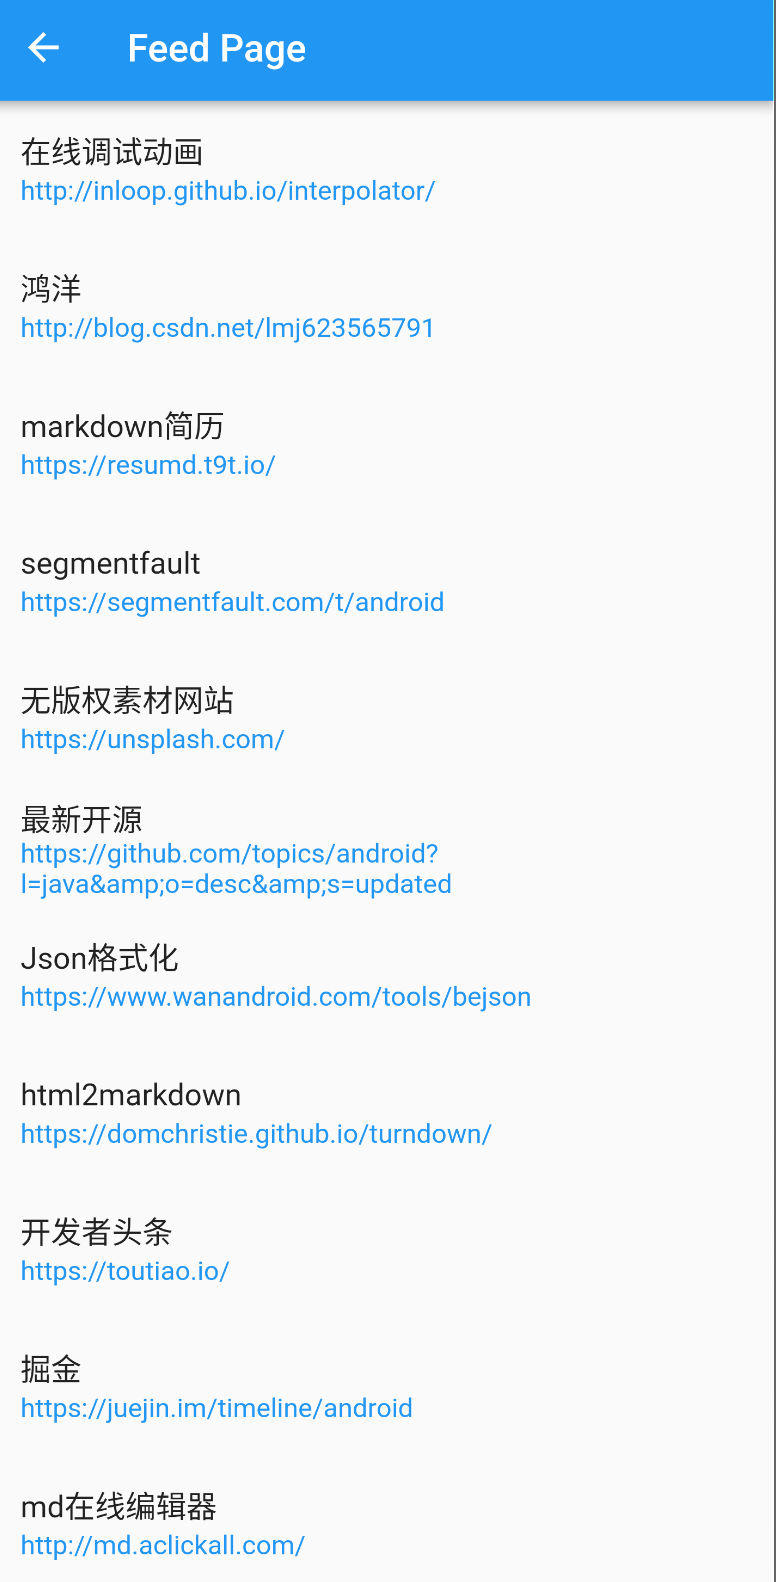 Feed Page
在线调试动画
http://inloop.github.io/interpolator/
鸿洋
http://blog.csdn.net/lmj623565791
markdown简历
https://resumd.t9t.io/
segmentfault
https://segmentfault.com/t/android
无版权素材网站
https://unsplash.com/
最新开源
https://github.com/topics/android?
l=java&amp;o=desc&amp;s=updated
Json格式化
https://www.wanandroid.com/tools/bejson
html2markdown
https://domchristie.github.io/turndown/
开发者头条
https://toutiao.io/
掘金
https://juejin.im/timeline/android
md在线编辑器
http://md.aclickall.com/